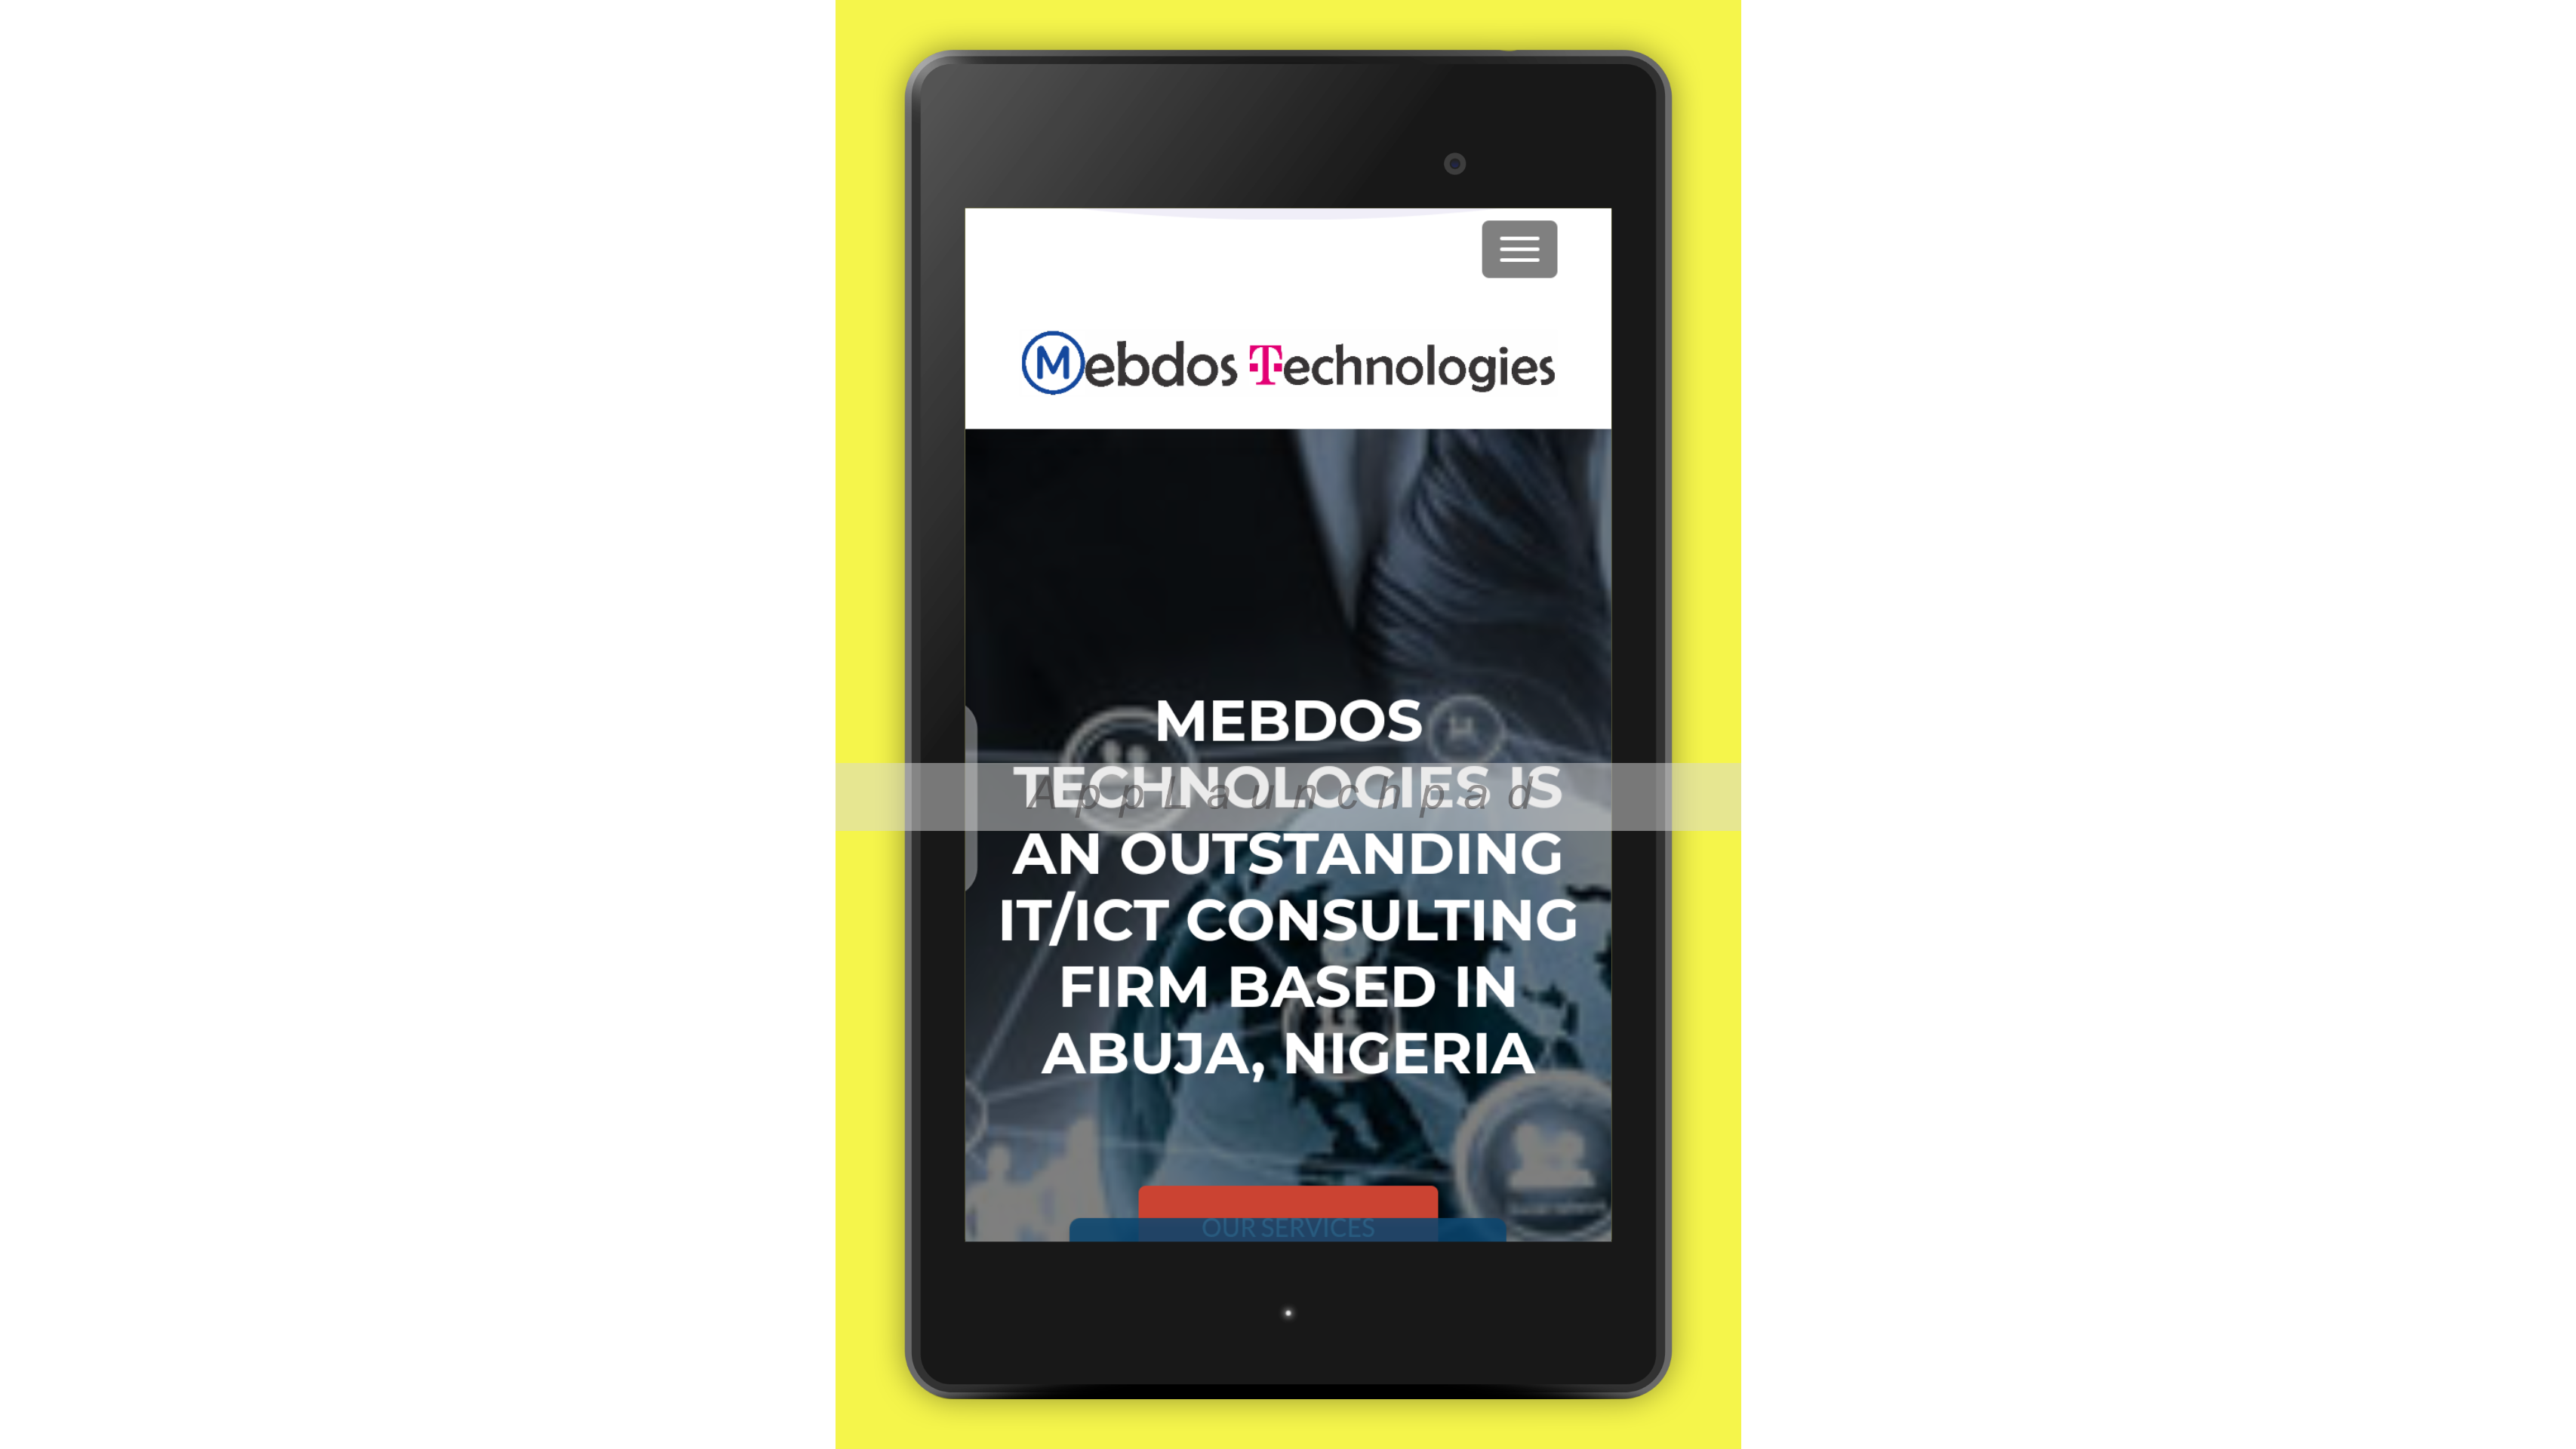 Mebdos Technologies
MEBDOS
TECHNOLOGIES IS
AppLaunchpad
AN OUTSTANDING
IT/ICT CONSULTING
FIRM BASED IN
ABUJA, NIGERIA
OUR SERVICES